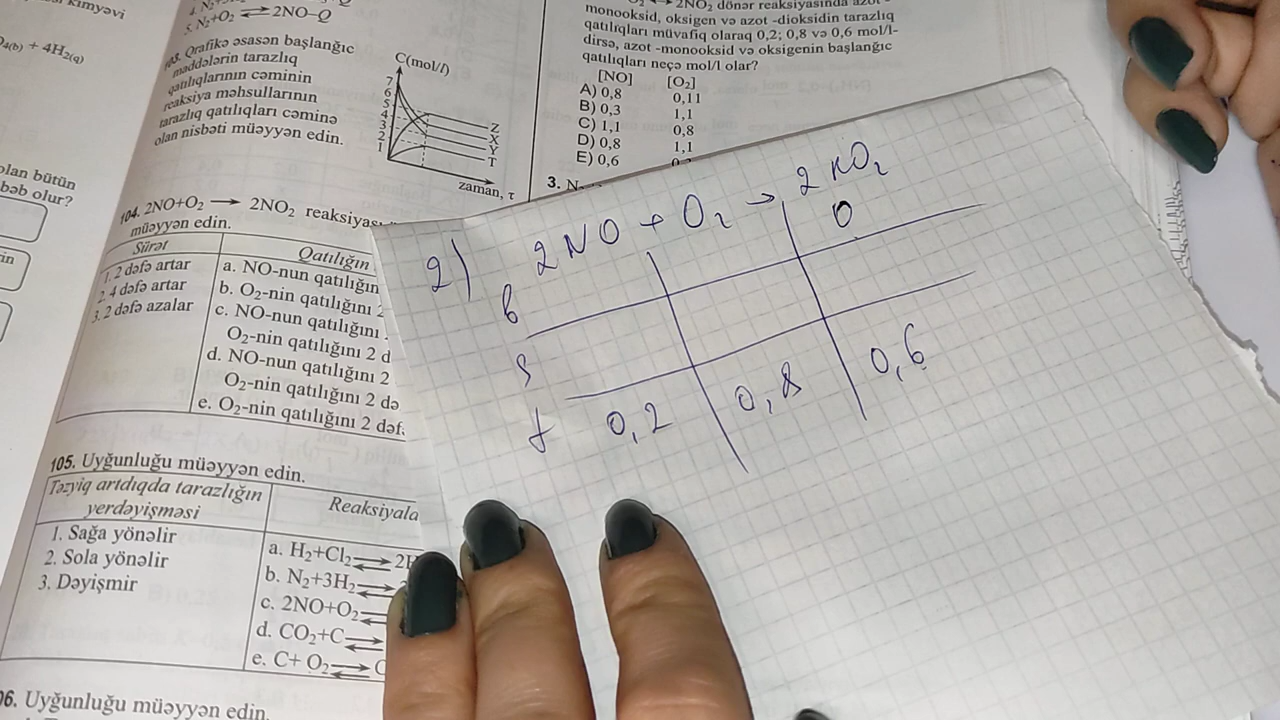 kimyəvi
4(b) + 4H₂(q)
olan bütün
bəb olur?
in
5. N₂+O₂ ⇄ 2NO–Q
103. Qrafikə əsasən başlanğıc
maddələrin tarazlıq
qatılıqlarının cəminin
reaksiya məhsullarının
tarazlıq qatılıqları cəminə
olan nisbəti müəyyən edin.
C(mol/l)
7
6
5
4
3
2
1
Z
X
Y
T
zaman, τ
104. 2NO+O₂ → 2NO₂ reaksiyası
müəyyən edin.
Sürət
Qatılığın
1. 2 dəfə artar
2. 4 dəfə artar
3. 2 dəfə azalar
a. NO-nun qatılığın
b. O₂-nin qatılığını 2
c. NO-nun qatılığını
O₂-nin qatılığını 2 d
d. NO-nun qatılığını 2
O₂-nin qatılığını 2 də
e. O₂-nin qatılığını 2 dəf.
105. Uyğunluğu müəyyən edin.
Təzyiq artdıqda tarazlığın
yerdəyişməsi
Reaksiyala
1. Sağa yönəlir
2. Sola yönəlir
3. Dəyişmir
a. H₂+Cl₂ ⇄ 2H
b. N₂+3H₂ ⇄
c. 2NO+O₂ ⇄
d. CO₂+C ⇄
e. C+ O₂ ⇄ C
06. Uyğunluğu müəyyən edin.
2NO₂ dönər reaksiyasında azot -
monooksid, oksigen və azot -dioksidin tarazlıq
qatılıqları müvafiq olaraq 0,2; 0,8 və 0,6 mol/l-
dirsə, azot -monooksid və oksigenin başlanğıc
qatılıqları neçə mol/l olar?
[NO] [O₂]
A) 0,8 0,11
B) 0,3 1,1
C) 1,1 0,8
D) 0,8 1,1
E) 0,6
3. N
2) 2NO + O₂ → 2NO₂
b 0
s
t 0,2 0,8 0,6